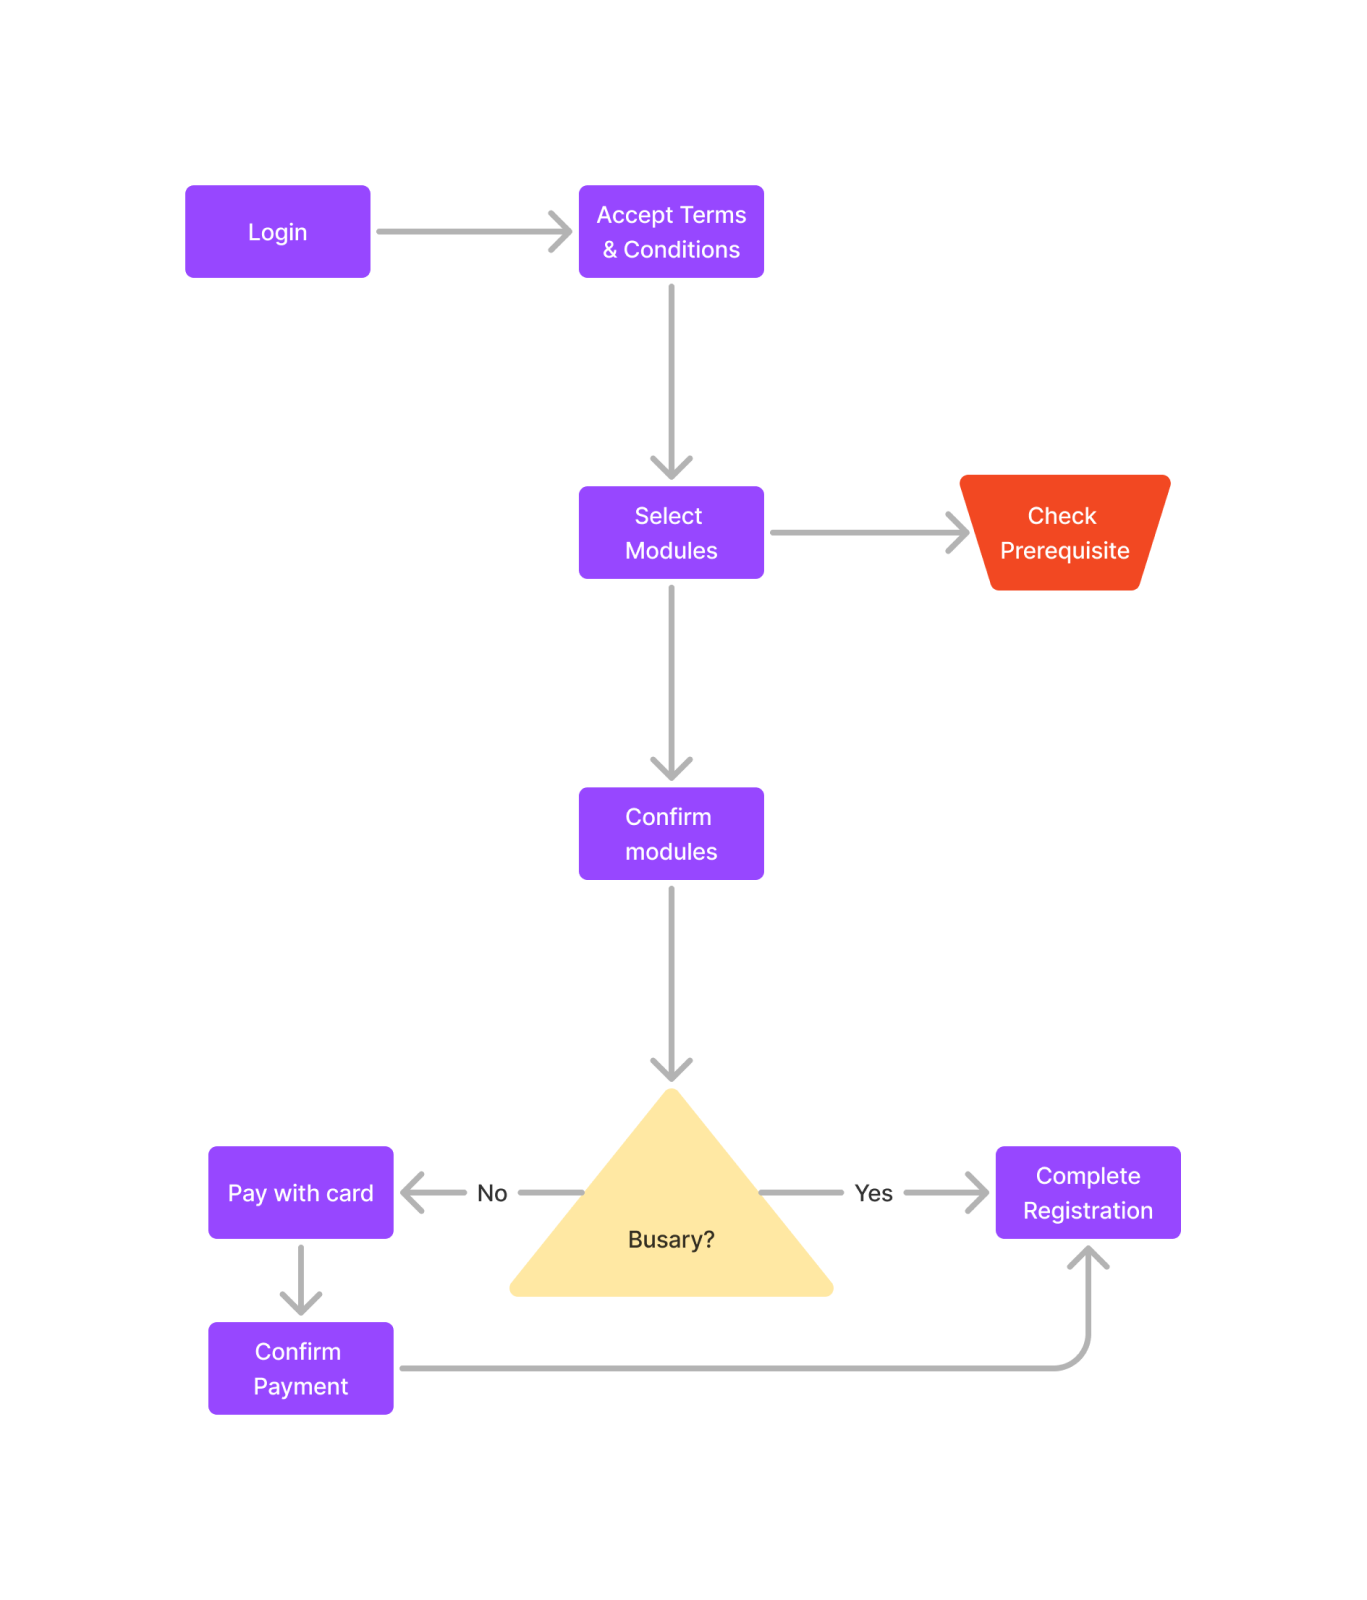 Login
Accept Terms
& Conditions
Select
Modules
Check
Prerequisite
Confirm
modules
Pay with card
No
Yes
Complete
Registration
Busary?
Confirm
Payment